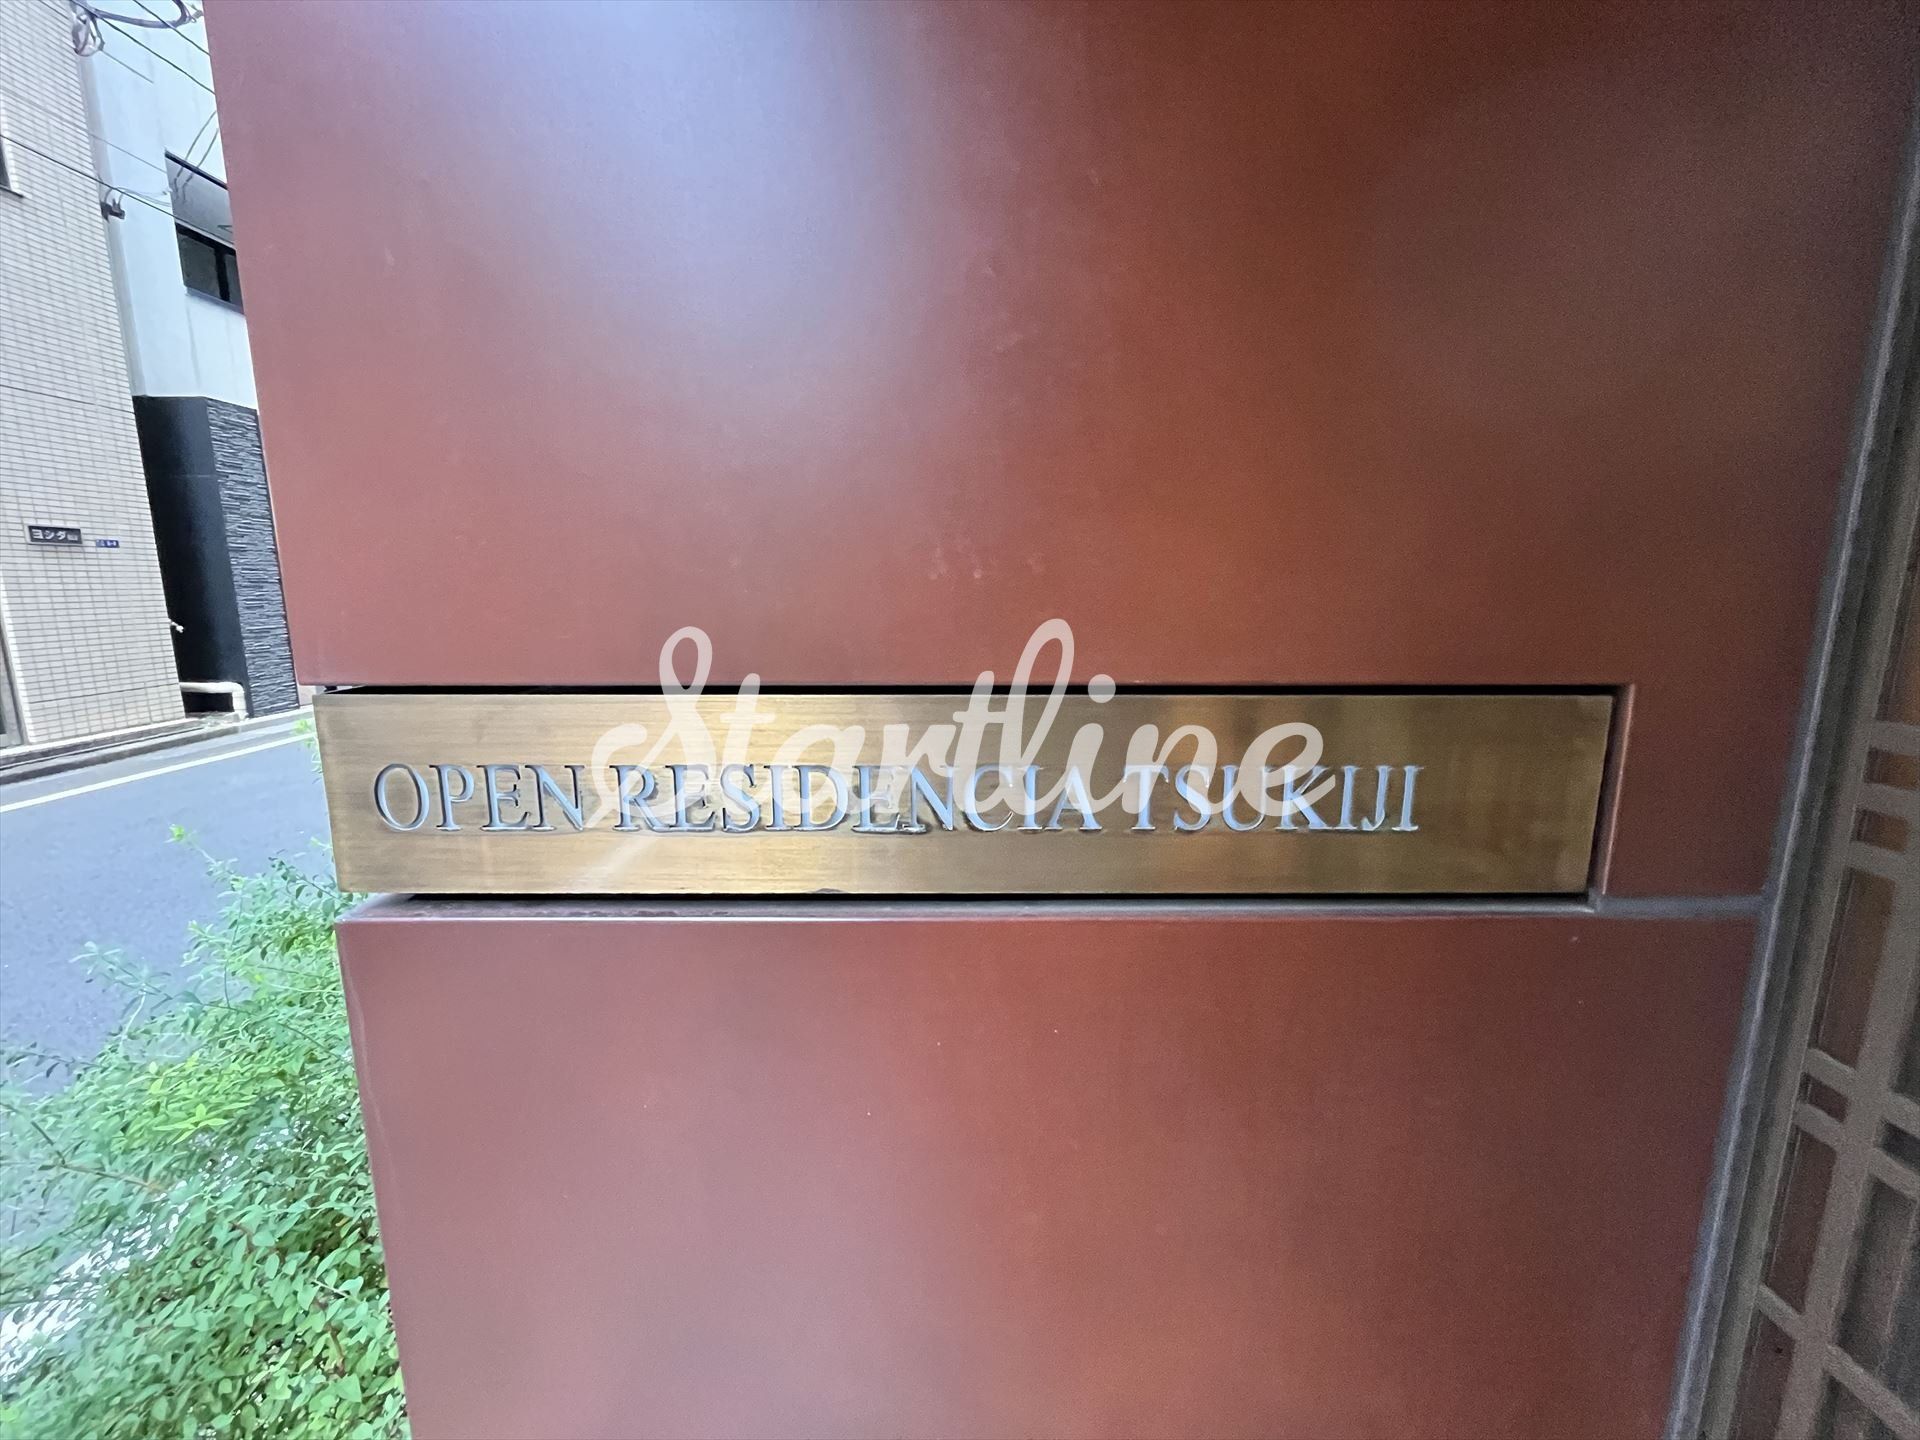 ヨシダ
Startline
OPEN RESIDENCIA TSUKIJI